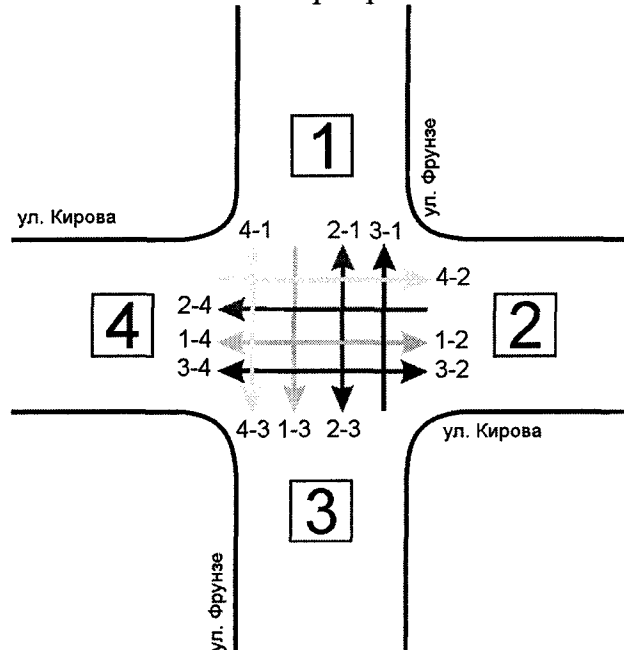 1
ул. Фрунзе
ул. Кирова
4-1 2-1 3-1
4-2
2-4
4
2
1-4
1-2
3-4
3-2
4-3 1-3 2-3
ул. Кирова
3
ул. Фрунзе